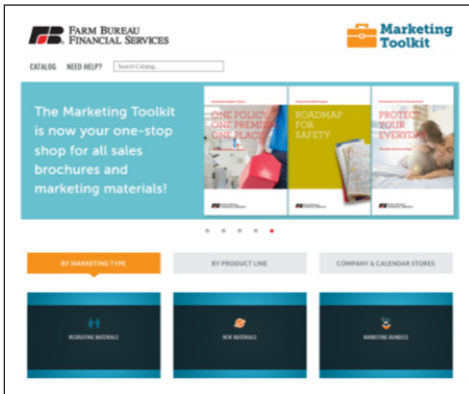 FARM BUREAU
FINANCIAL SERVICES
Marketing
Toolkit
CATALOG NEED HELP? Search Catalog...
The Marketing Toolkit
is now your one-stop
shop for all sales
brochures and
marketing materials!
ONE POLICY.
ONE PREMIER
ONE PLACE
ROADMAP
FOR
SAFETY
PROTECT
YOUR
EVERYDAY
BY MARKETING TYPE
BY PRODUCT LINE
COMPANY & CALENDAR STORES
RECRUITING MATERIALS
NEW MATERIALS
MARKETING BUNDLES